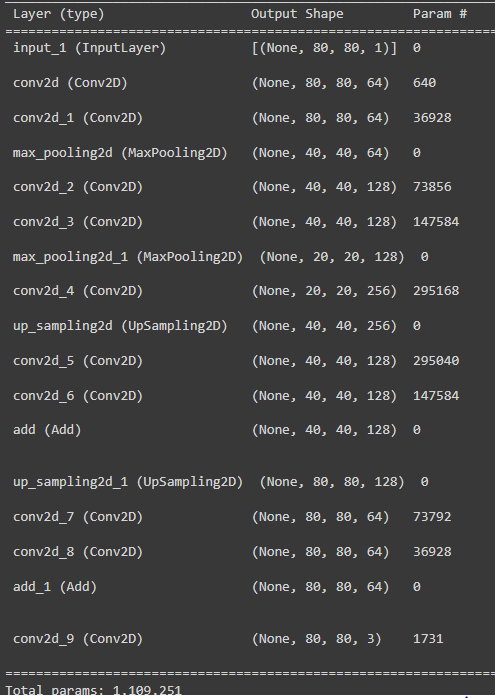 Layer (type) Output Shape Param #
=================================================================
input_1 (InputLayer) [(None, 80, 80, 1)] 0
conv2d (Conv2D) (None, 80, 80, 64) 640
conv2d_1 (Conv2D) (None, 80, 80, 64) 36928
max_pooling2d (MaxPooling2D) (None, 40, 40, 64) 0
conv2d_2 (Conv2D) (None, 40, 40, 128) 73856
conv2d_3 (Conv2D) (None, 40, 40, 128) 147584
max_pooling2d_1 (MaxPooling2D) (None, 20, 20, 128) 0
conv2d_4 (Conv2D) (None, 20, 20, 256) 295168
up_sampling2d (UpSampling2D) (None, 40, 40, 256) 0
conv2d_5 (Conv2D) (None, 40, 40, 128) 295040
conv2d_6 (Conv2D) (None, 40, 40, 128) 147584
add (Add) (None, 40, 40, 128) 0
up_sampling2d_1 (UpSampling2D) (None, 80, 80, 128) 0
conv2d_7 (Conv2D) (None, 80, 80, 64) 73792
conv2d_8 (Conv2D) (None, 80, 80, 64) 36928
add_1 (Add) (None, 80, 80, 64) 0
conv2d_9 (Conv2D) (None, 80, 80, 3) 1731
=================================================================
Total params: 1,109,251